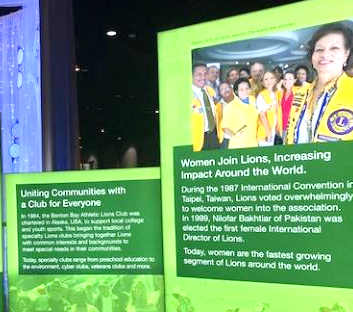 Uniting Communities with
a Club for Everyone
In 1984, the Benton Bay Athletic Lions Club was
chartered in Alaska, USA, to support local college
and youth sports. This began the tradition of
specialty Lions clubs bringing together Lions
with common interests and backgrounds to
meet special needs in their communities.
Today, specialty clubs range from preschool education to
the environment, cyber clubs, veterans clubs and more.
Women Join Lions, Increasing
Impact Around the World.
During the 1987 International Convention in
Taipei, Taiwan, Lions voted overwhelmingly
to welcome women into the association.
In 1999, Nilofar Bakhtiar of Pakistan was
elected the first female International
Director of Lions.
Today, women are the fastest growing
segment of Lions around the world.